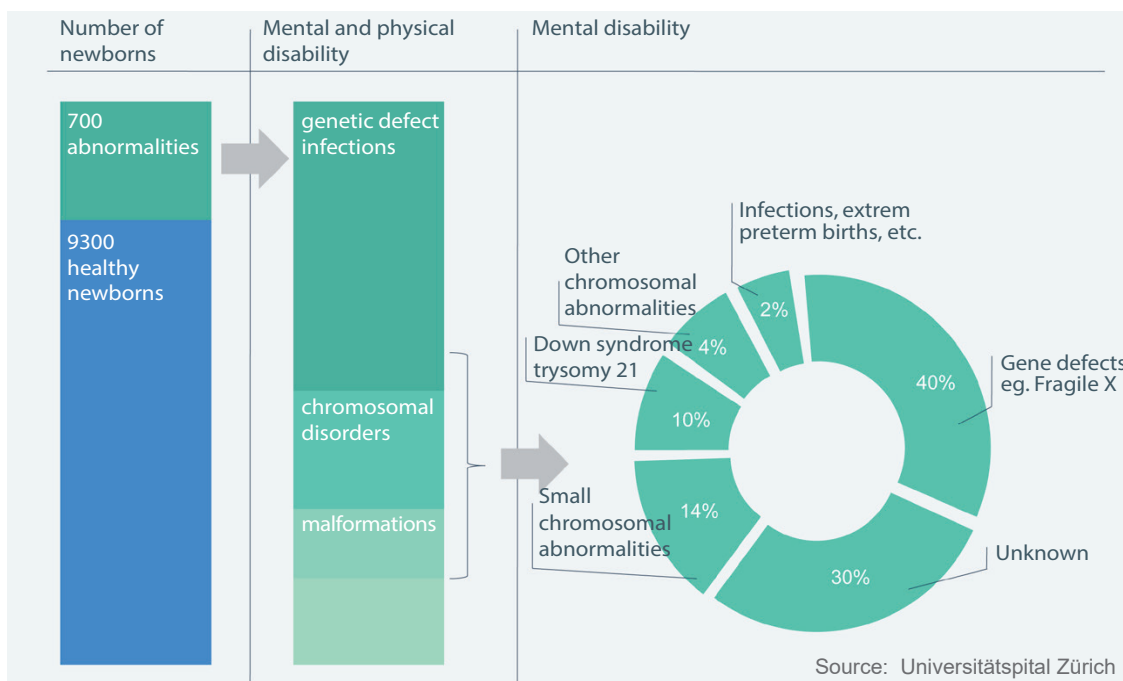 Number of
newborns
Mental and physical
disability
Mental disability
700
abnormalities
9300
healthy
newborns
genetic defect
infections
chromosomal
disorders
malformations
Infections, extrem
preterm births, etc.
Other
chromosomal
abnormalities
Down syndrome
trysomy 21
Small
chromosomal
abnormalities
Gene defects
eg. Fragile X
Unknown
2%
4%
10%
14%
30%
40%
Source: Universitätspital Zürich